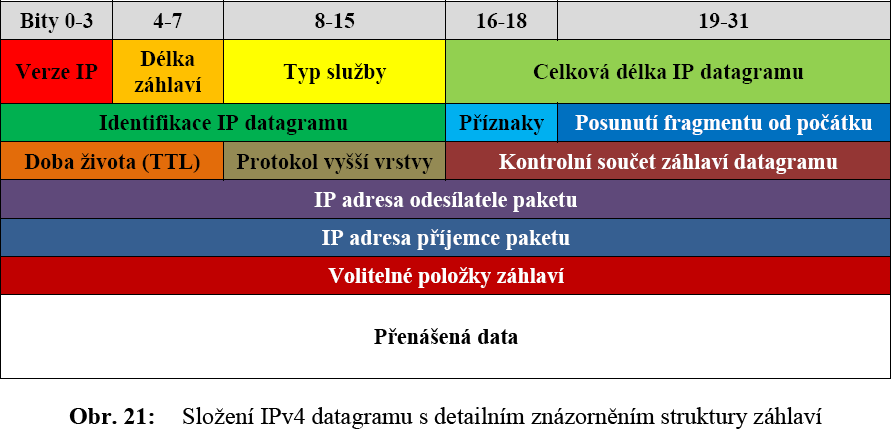 Bity 0-3 4-7 8-15 16-18 19-31
Verze IP Délka záhlaví Typ služby Celková délka IP datagramu
Identifikace IP datagramu Příznaky Posunutí fragmentu od počátku
Doba života (TTL) Protokol vyšší vrstvy Kontrolní součet záhlaví datagramu
IP adresa odesílatele paketu
IP adresa příjemce paketu
Volitelné položky záhlaví
Přenášená data
Obr. 21: Složení IPv4 datagramu s detailním znázorněním struktury záhlaví